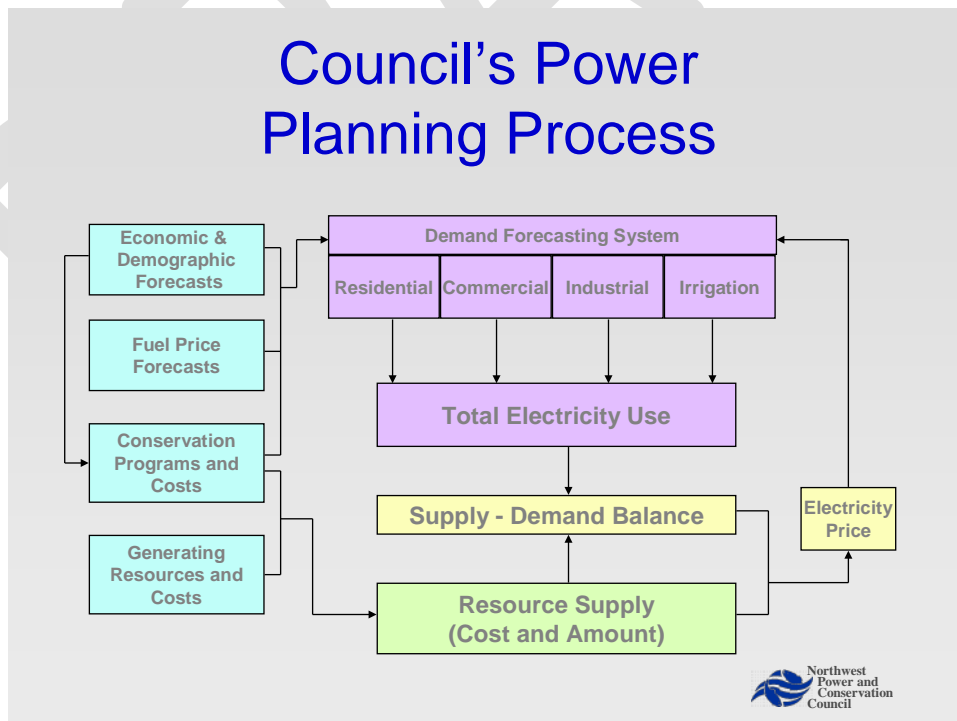 Council’s Power
Planning Process
Economic &
Demographic
Forecasts
Fuel Price
Forecasts
Conservation
Programs and
Costs
Generating
Resources and
Costs
Demand Forecasting System
Residential Commercial Industrial Irrigation
Total Electricity Use
Supply - Demand Balance
Resource Supply
(Cost and Amount)
Electricity
Price
Northwest
Power and
Conservation
Council